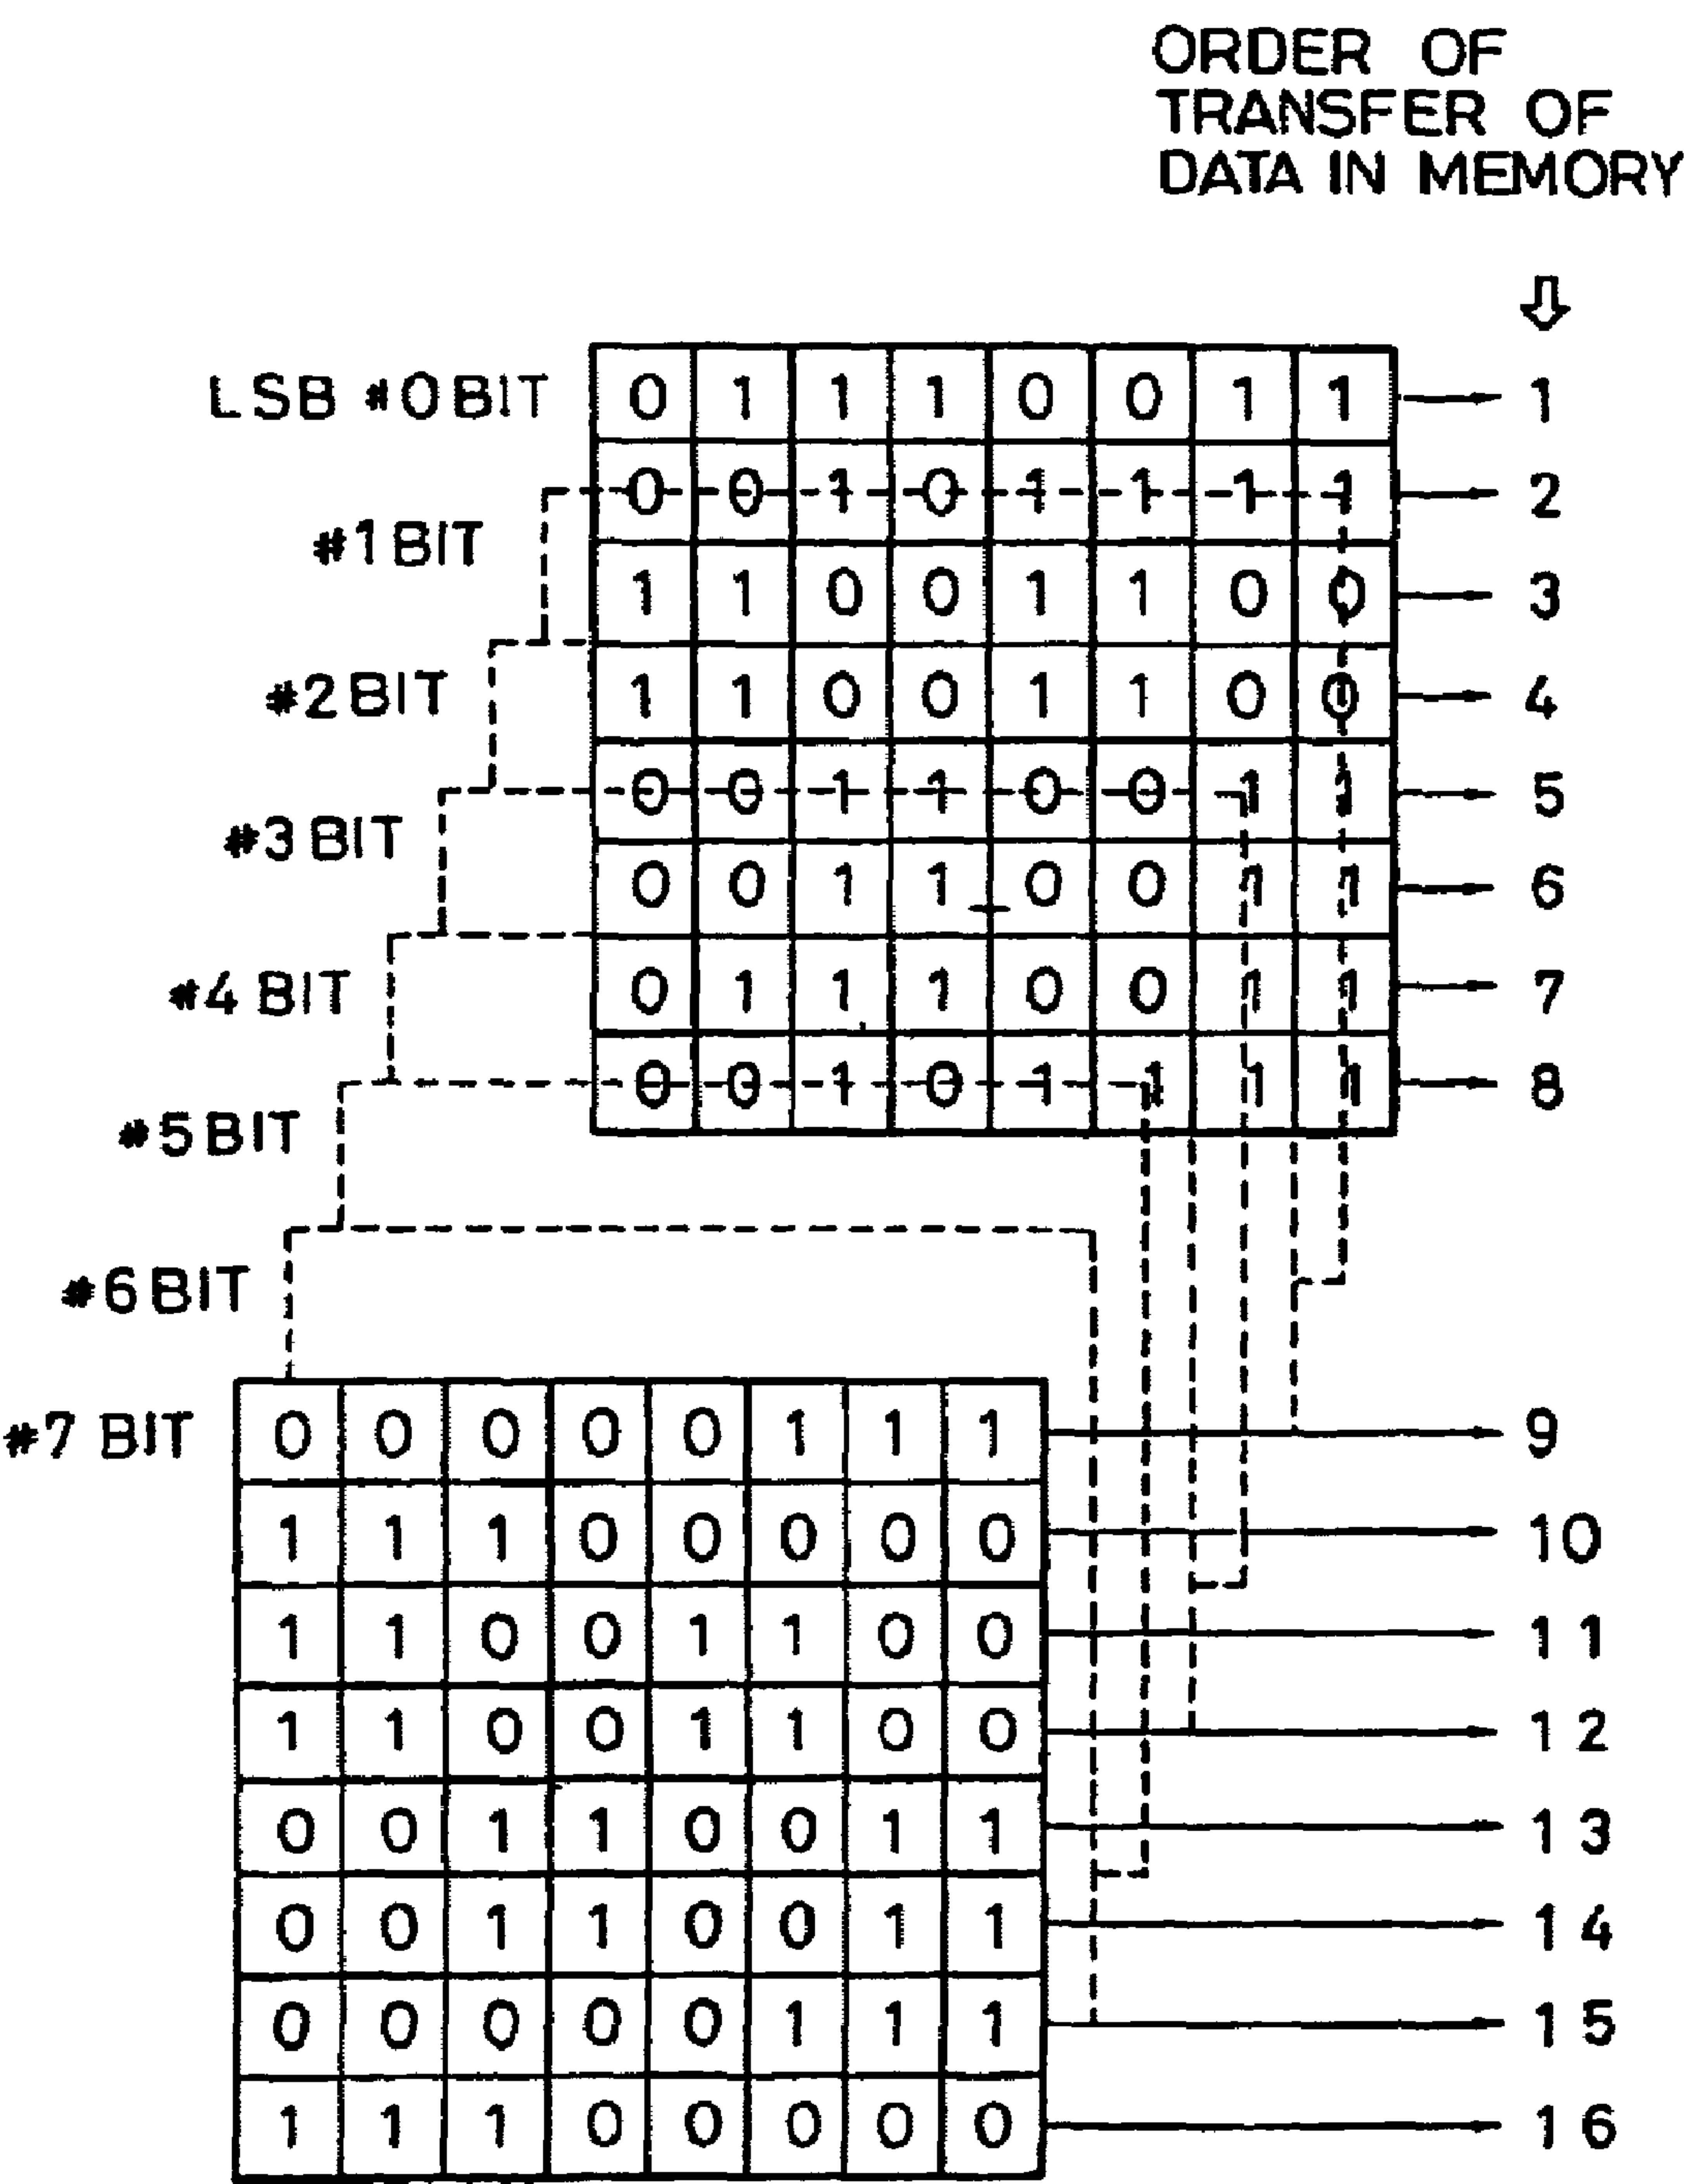 ORDER OF
TRANSFER OF
DATA IN MEMORY
⇩
LSB #0 BIT 0 1 1 1 0 0 1 1 1
0 0 1 0 1 1 1 1 2
#1 BIT
1 1 0 0 1 1 0 0 3
#2 BIT 1 1 0 0 1 1 0 0 4
0 0 1 1 0 0 1 1 5
#3 BIT
0 0 1 1 0 0 1 1 6
#4 BIT 0 1 1 1 0 0 1 1 7
0 0 1 0 1 1 1 1 8
#5 BIT
#6 BIT
#7 BIT 0 0 0 0 0 1 1 1 9
1 1 1 0 0 0 0 0 10
1 1 0 0 1 1 0 0 11
1 1 0 0 1 1 0 0 12
0 0 1 1 0 0 1 1 13
0 0 1 1 0 0 1 1 14
0 0 0 0 0 1 1 1 15
1 1 1 0 0 0 0 0 16